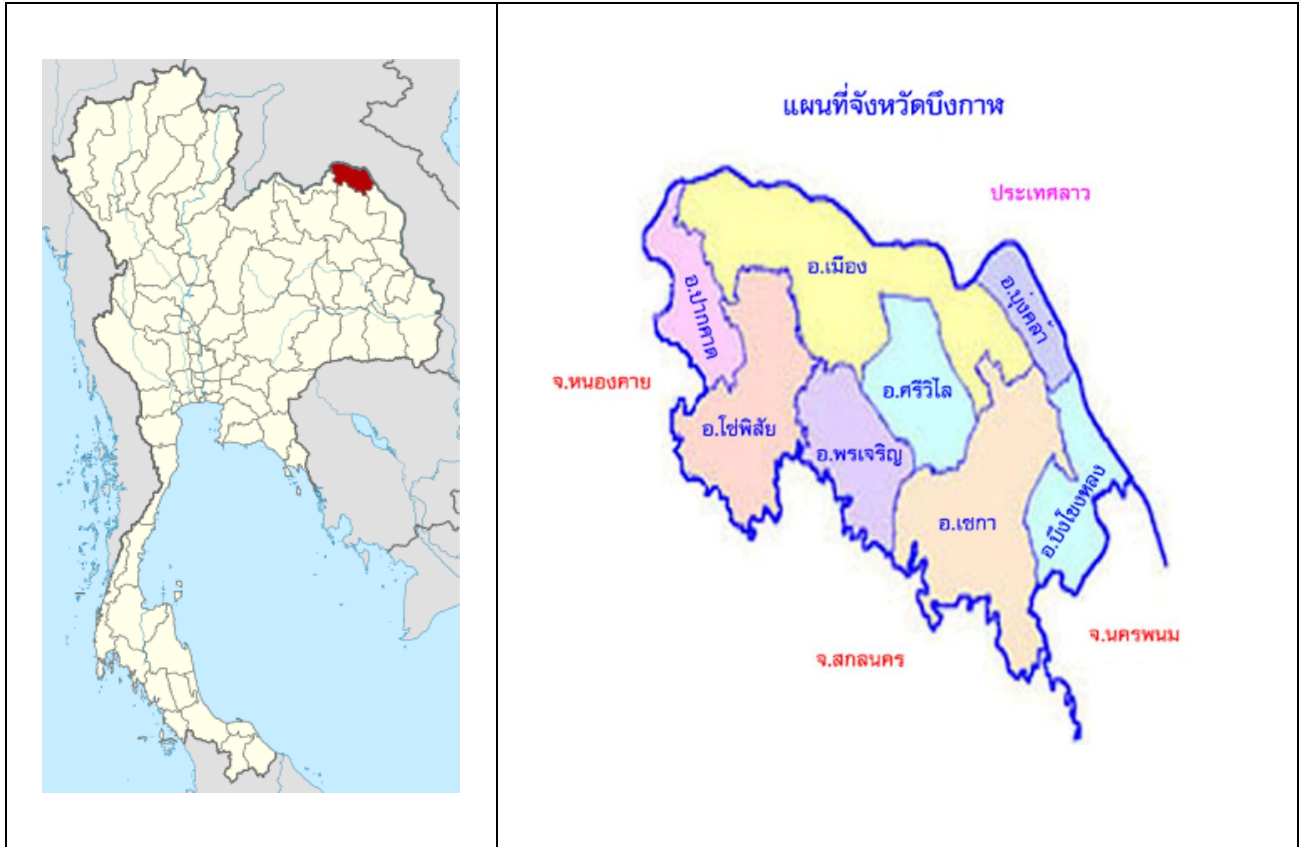 แผนที่จังหวัดบึงกาฬ
ประเทศลาว
อ.เมือง
อ.บุ่งคล้า
อ.ปากคาด
จ.หนองคาย
อ.ศรีวิไล
อ.โซ่พิสัย
อ.พรเจริญ
อ.เซกา
อ.บึงโขงหลง
จ.นครพนม
จ.สกลนคร